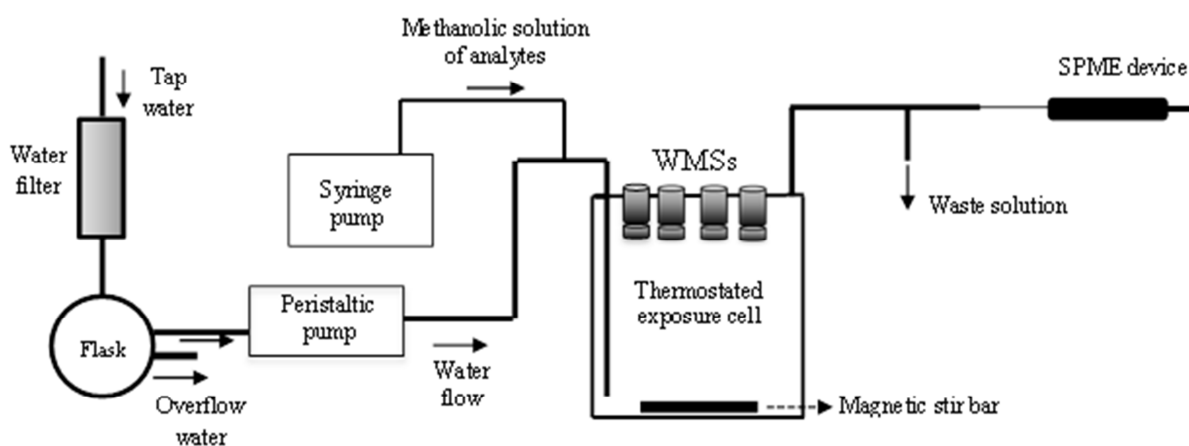 Methanolic solution
of analytes
SPME device
Tap
water
Water
filter
WMSs
Syringe
pump
Waste solution
Thermostated
exposure cell
Peristaltic
pump
Flask
Water
flow
Overflow
water
Magnetic stir bar